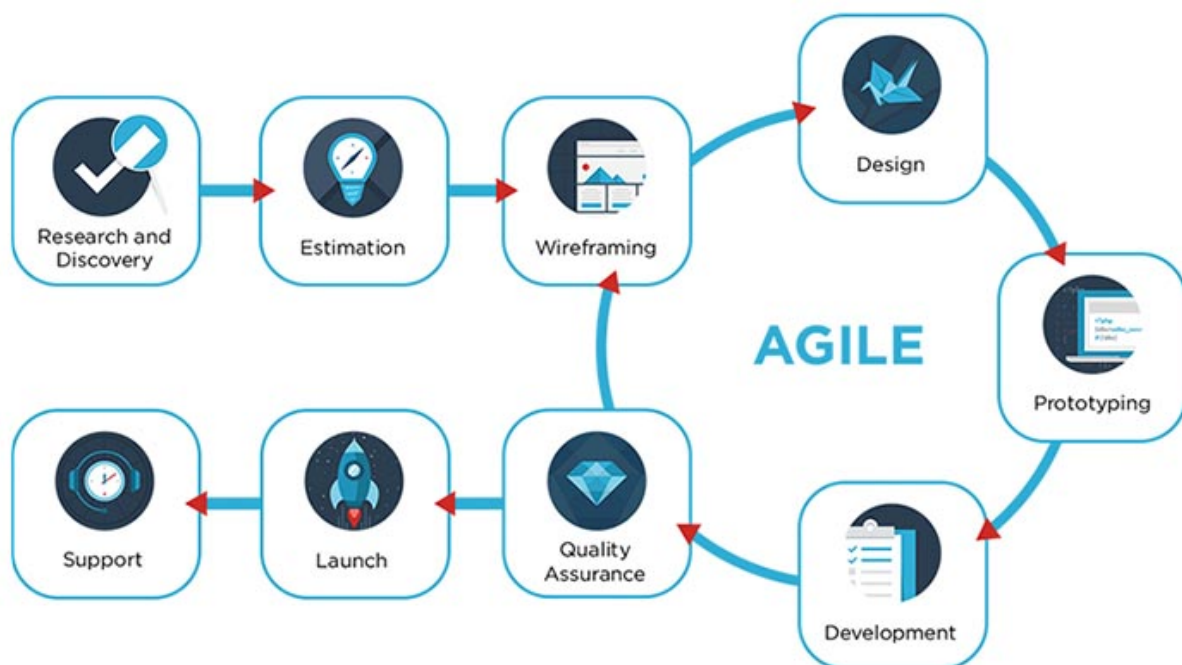 Research and
Discovery
Estimation
Wireframing
Design
AGILE
Prototyping
Development
Quality
Assurance
Launch
Support